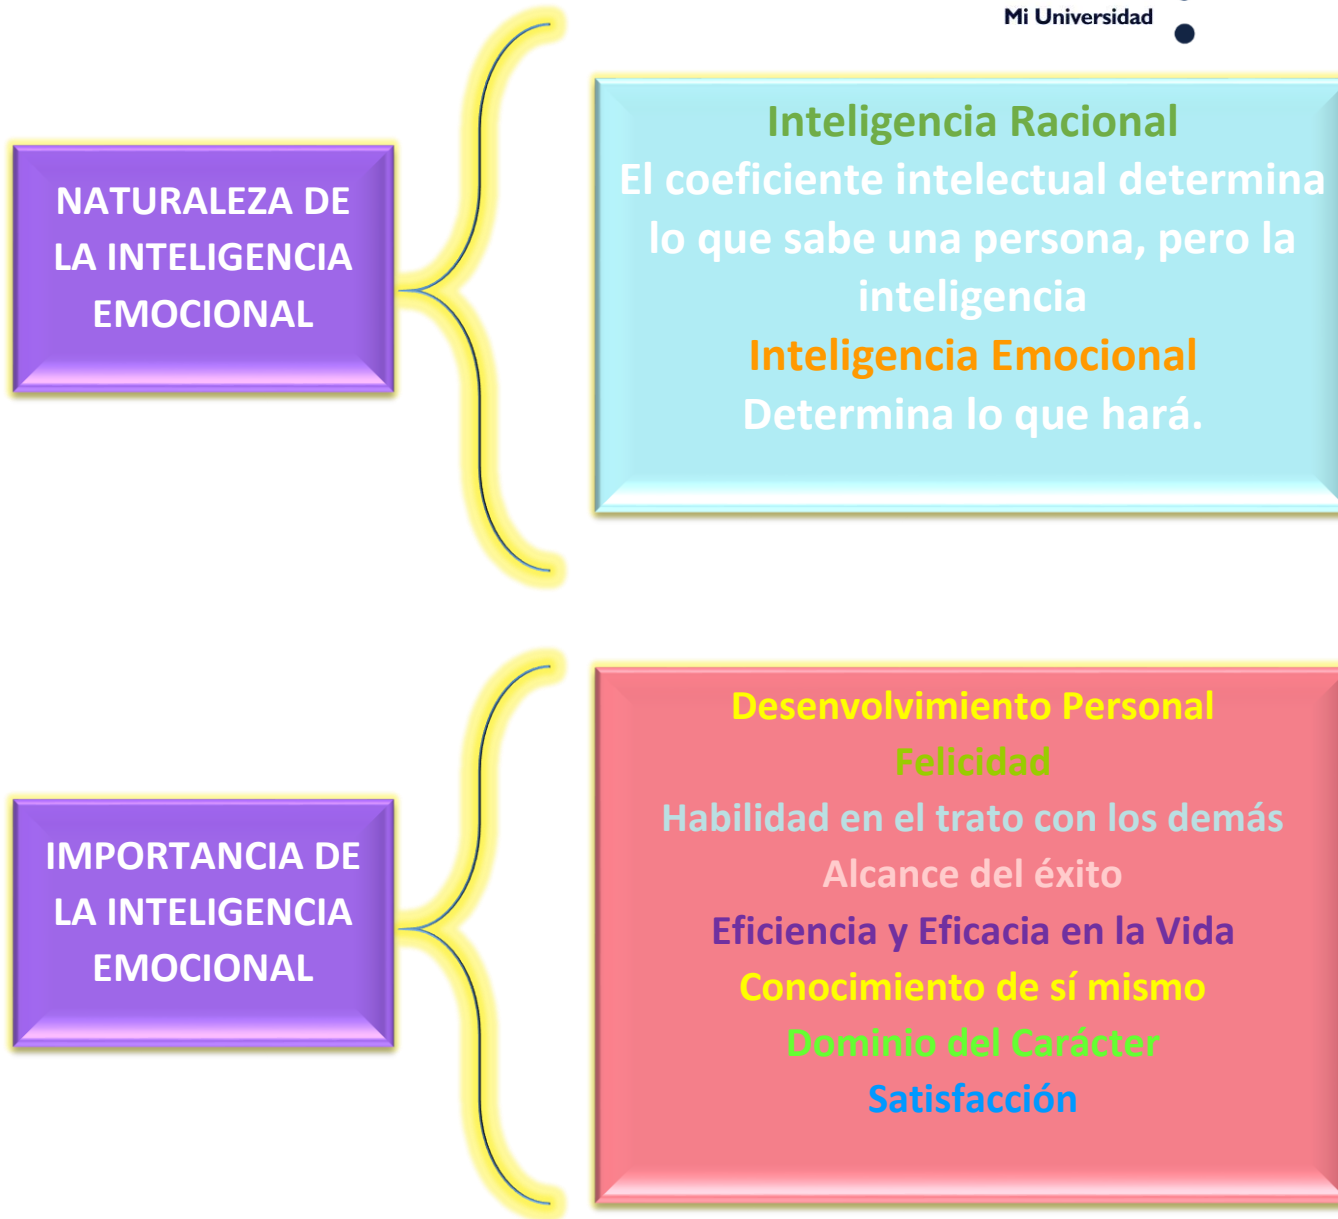 Mi Universidad
NATURALEZA DE
LA INTELIGENCIA
EMOCIONAL
Inteligencia Racional
El coeficiente intelectual determina
lo que sabe una persona, pero la
inteligencia
Inteligencia Emocional
Determina lo que hará.
IMPORTANCIA DE
LA INTELIGENCIA
EMOCIONAL
Desenvolvimiento Personal
Felicidad
Habilidad en el trato con los demás
Alcance del éxito
Eficiencia y Eficacia en la Vida
Conocimiento de sí mismo
Dominio del Carácter
Satisfacción